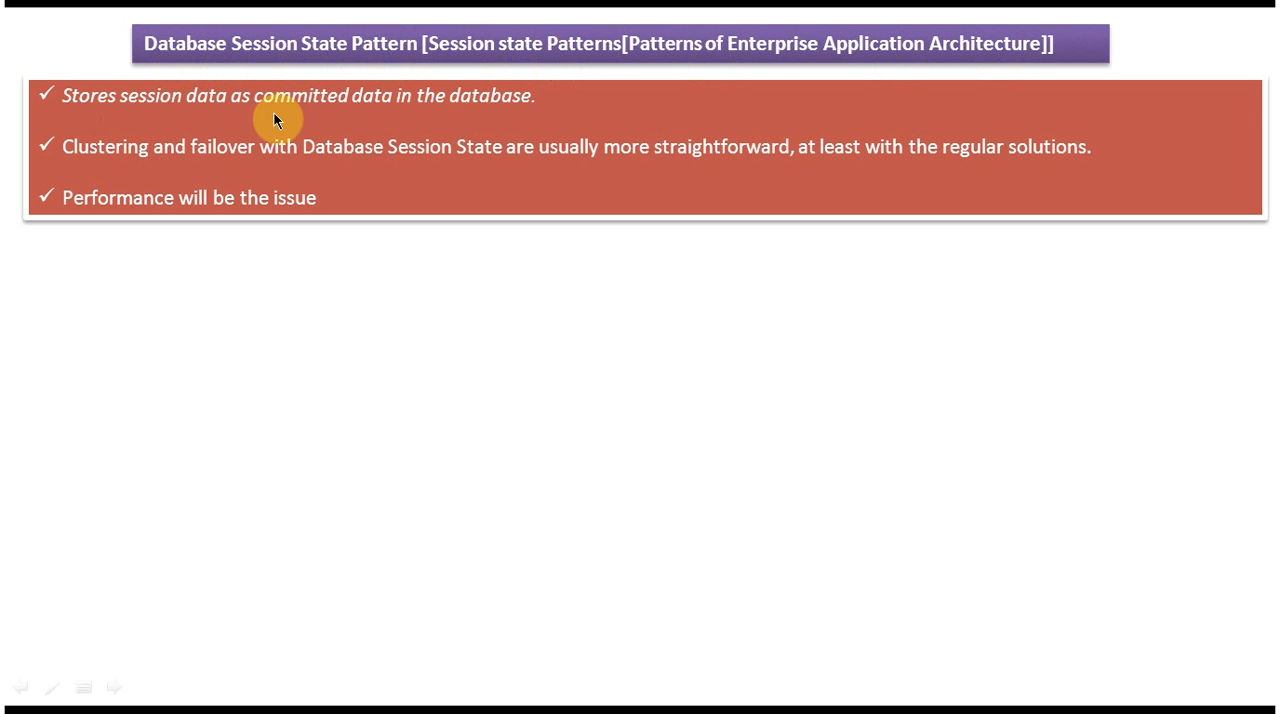 Database Session State Pattern [Session state Patterns[Patterns of Enterprise Application Architecture]]
✓ Stores session data as committed data in the database.
✓ Clustering and failover with Database Session State are usually more straightforward, at least with the regular solutions.
✓ Performance will be the issue